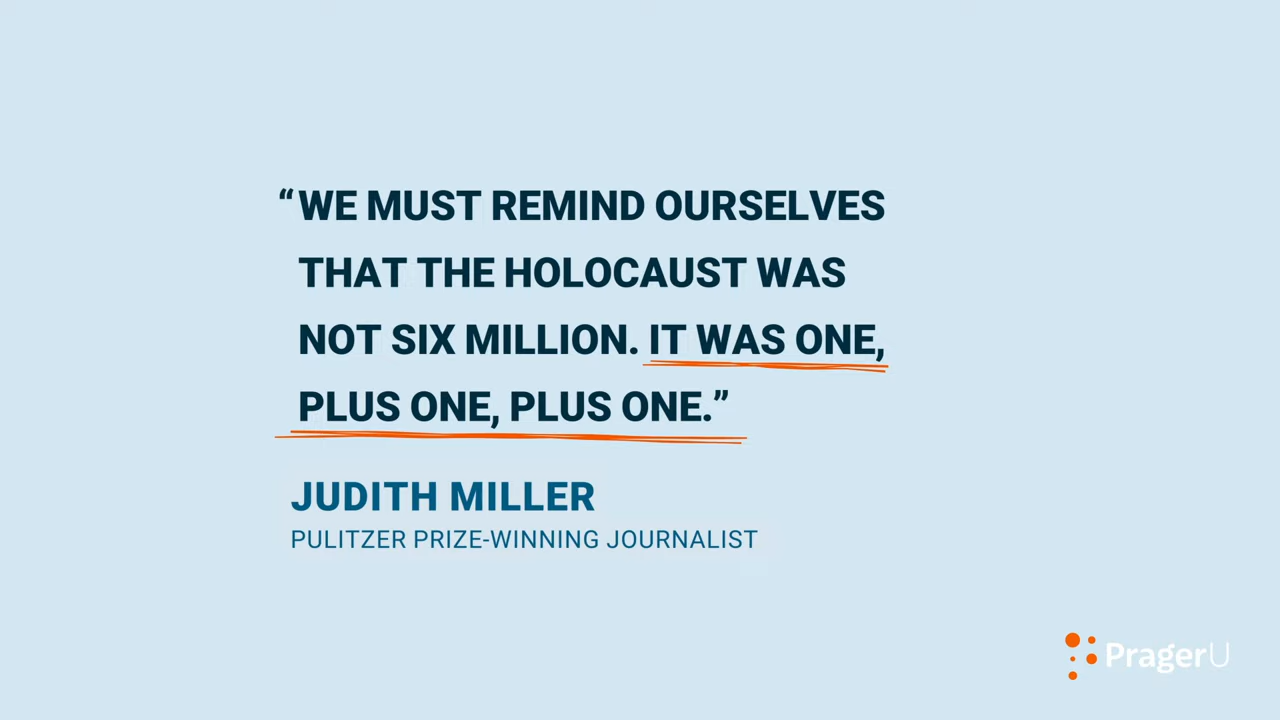 “WE MUST REMIND OURSELVES
THAT THE HOLOCAUST WAS
NOT SIX MILLION. IT WAS ONE,
PLUS ONE, PLUS ONE.”
JUDITH MILLER
PULITZER PRIZE-WINNING JOURNALIST
PragerU